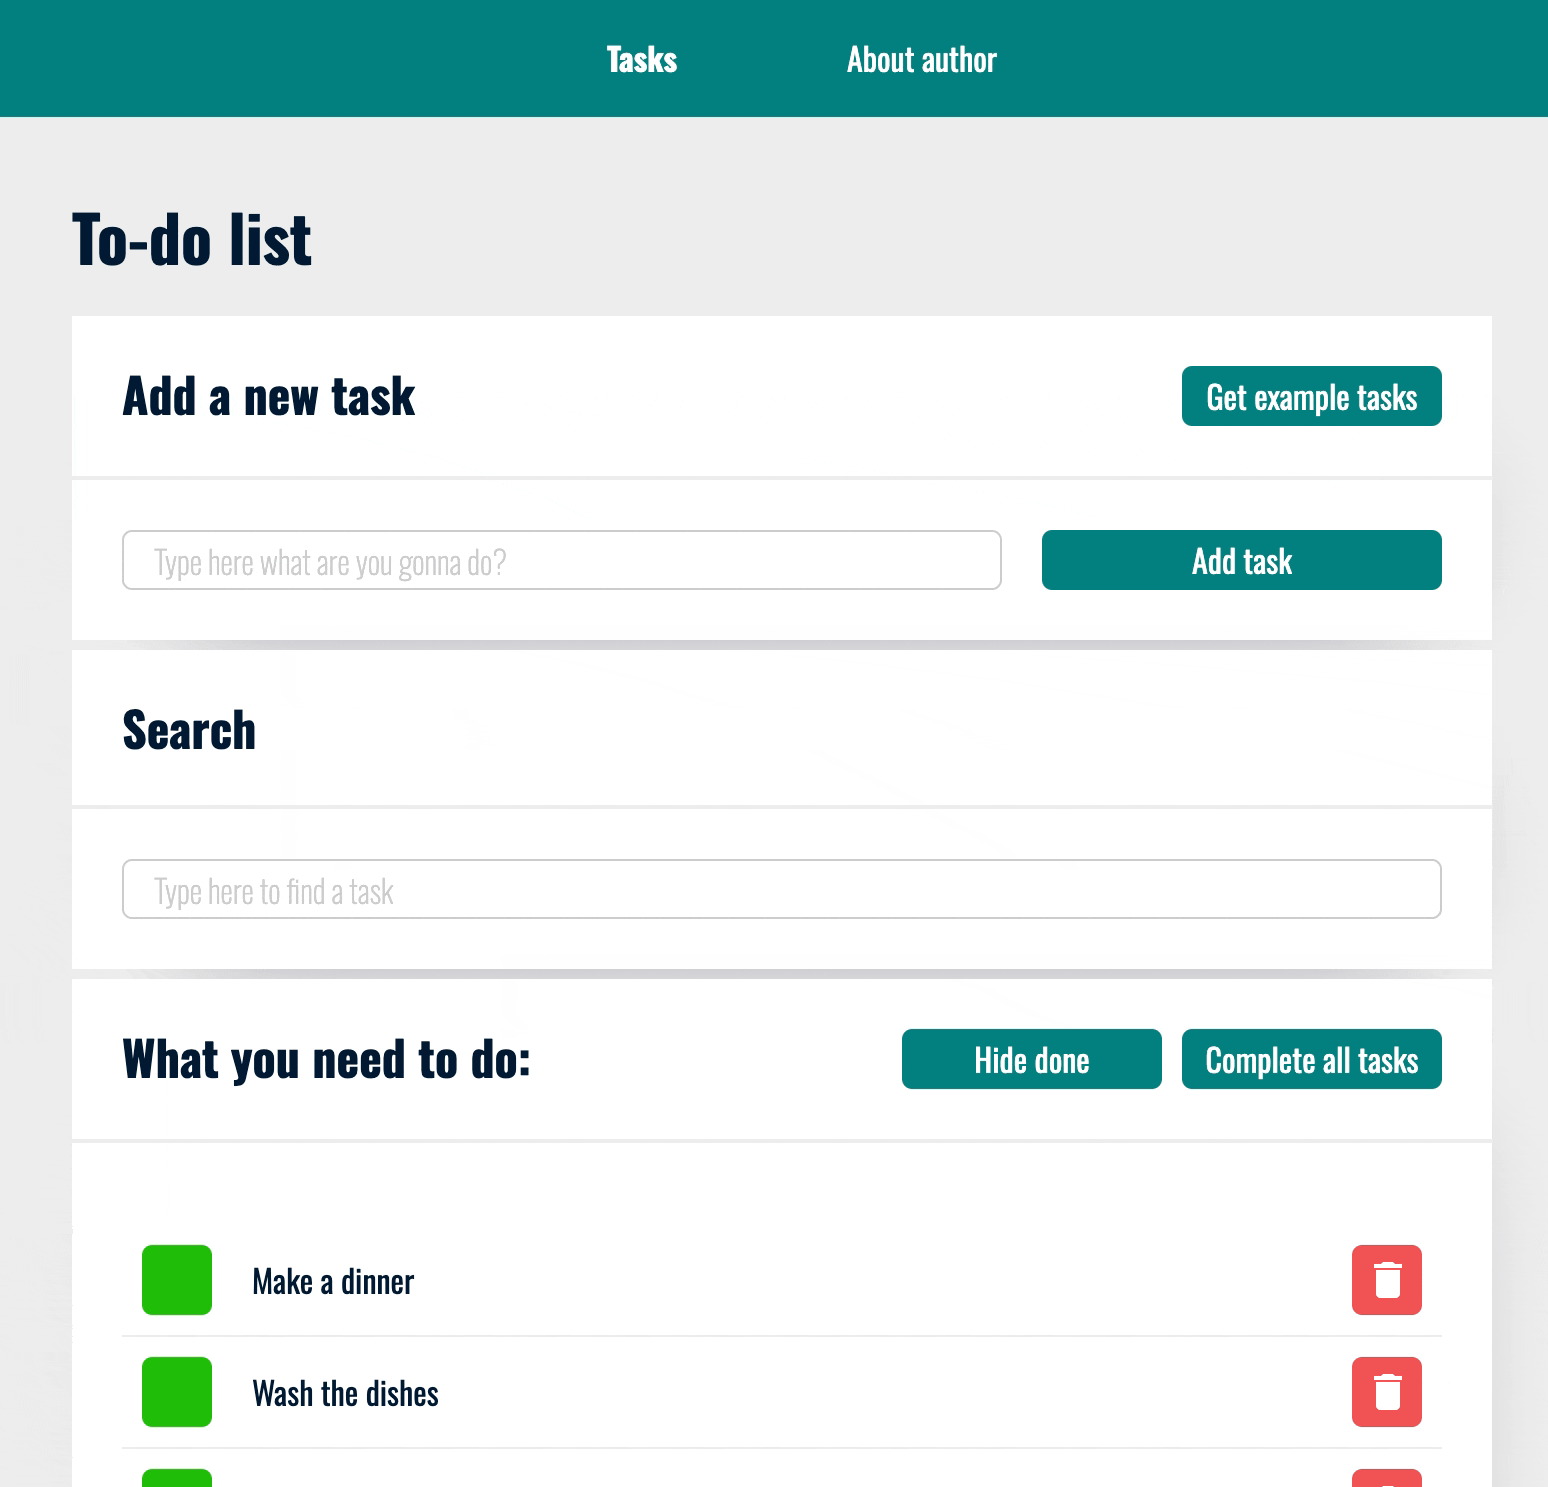 Tasks About author
To-do list
Add a new task Get example tasks
Type here what are you gonna do? Add task
Search
Type here to find a task
What you need to do: Hide done Complete all tasks
Make a dinner
Wash the dishes